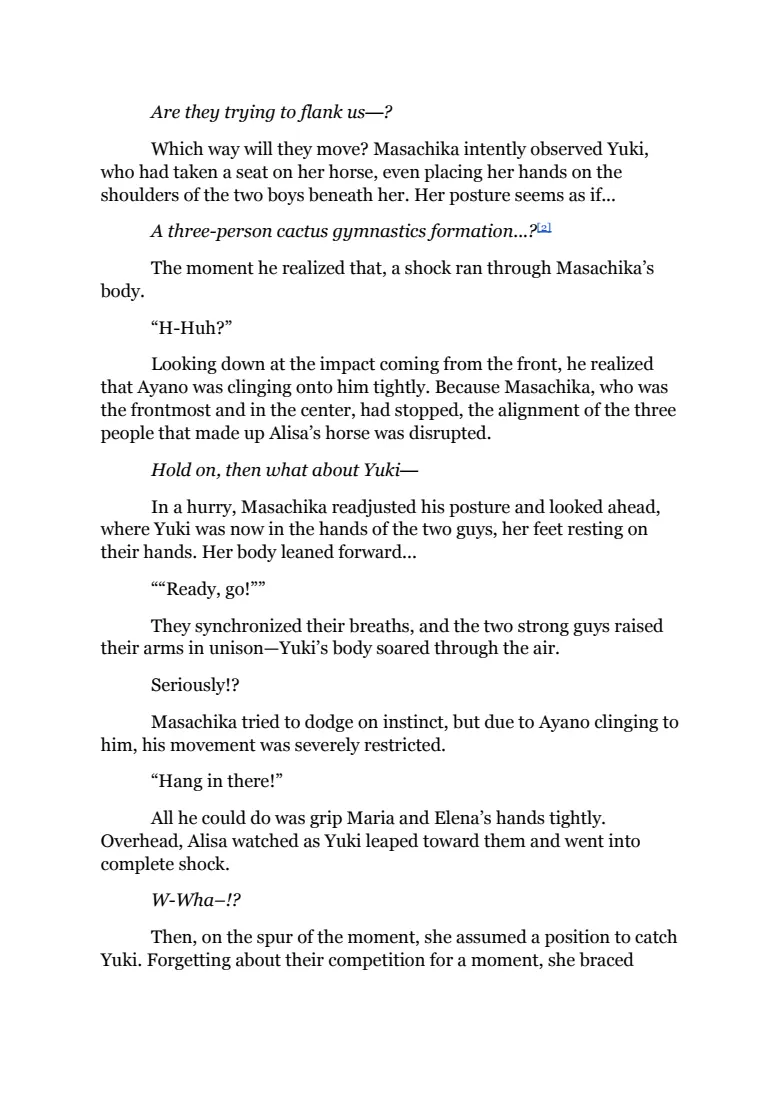 Are they trying to flank us—?
Which way will they move? Masachika intently observed Yuki,
who had taken a seat on her horse, even placing her hands on the
shoulders of the two boys beneath her. Her posture seems as if...
A three-person cactus gymnastics formation...?[2]
The moment he realized that, a shock ran through Masachika’s
body.
“H-Huh?”
Looking down at the impact coming from the front, he realized
that Ayano was clinging onto him tightly. Because Masachika, who was
the frontmost and in the center, had stopped, the alignment of the three
people that made up Alisa’s horse was disrupted.
Hold on, then what about Yuki—
In a hurry, Masachika readjusted his posture and looked ahead,
where Yuki was now in the hands of the two guys, her feet resting on
their hands. Her body leaned forward...
““Ready, go!””
They synchronized their breaths, and the two strong guys raised
their arms in unison—Yuki’s body soared through the air.
Seriously!?
Masachika tried to dodge on instinct, but due to Ayano clinging to
him, his movement was severely restricted.
“Hang in there!”
All he could do was grip Maria and Elena’s hands tightly.
Overhead, Alisa watched as Yuki leaped toward them and went into
complete shock.
W-Wha–!?
Then, on the spur of the moment, she assumed a position to catch
Yuki. Forgetting about their competition for a moment, she braced